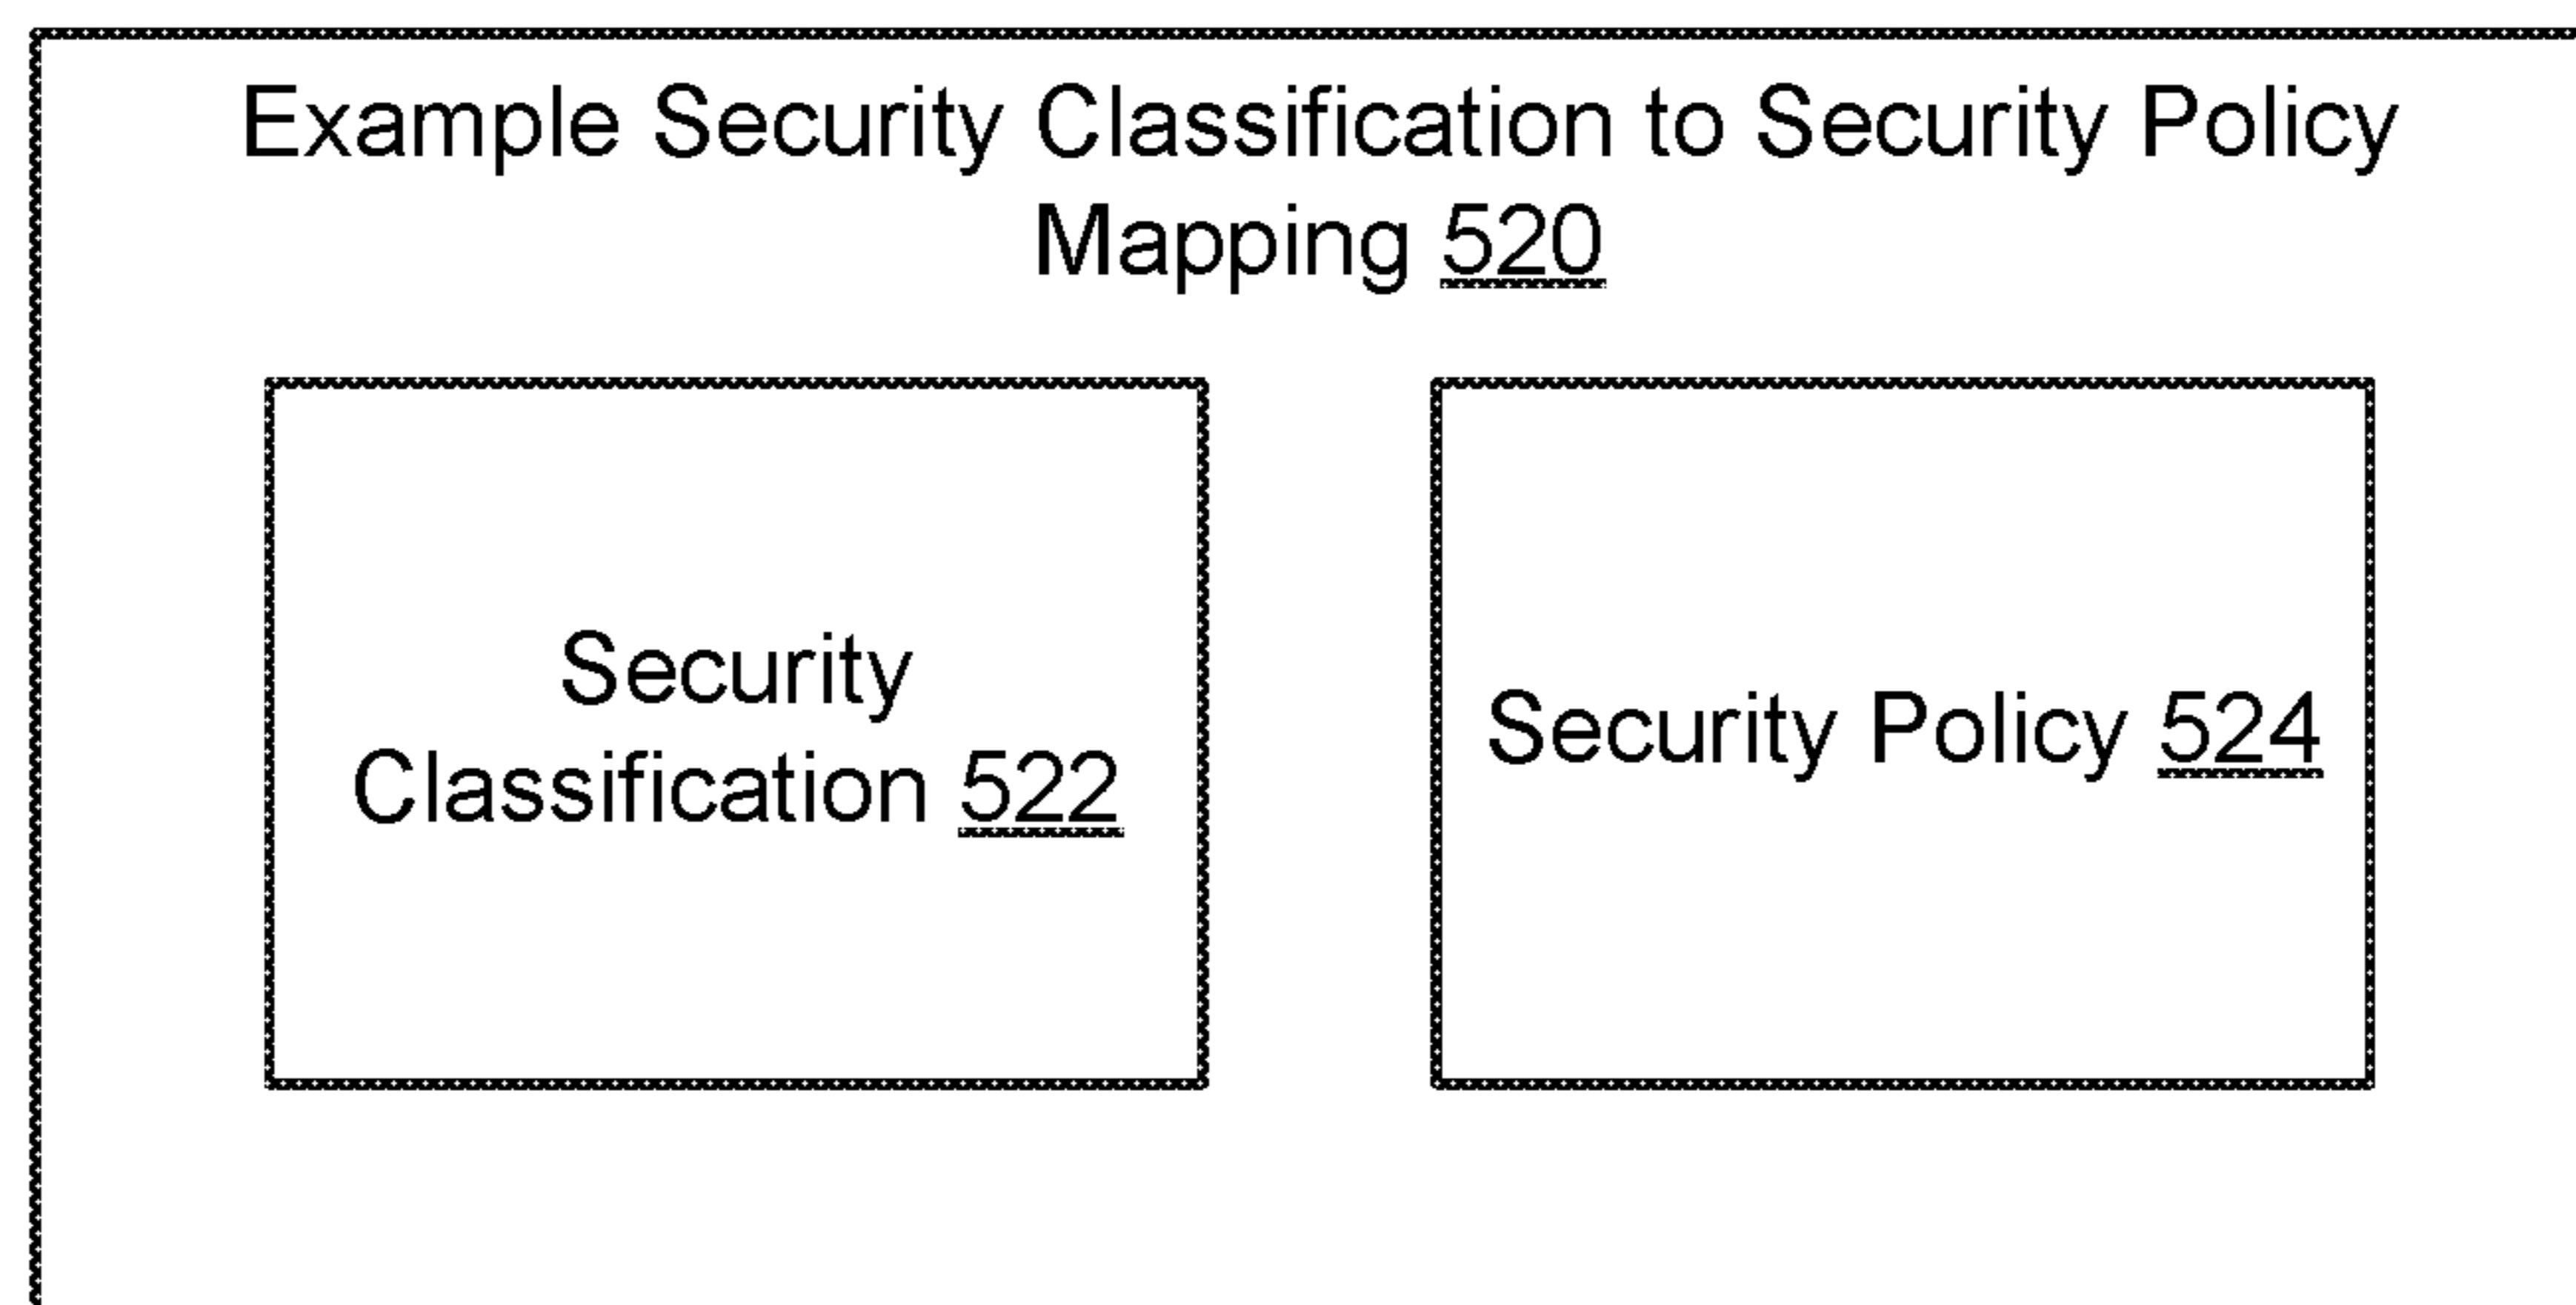 Example Security Classification to Security Policy
Mapping 520
Security
Classification 522
Security Policy 524